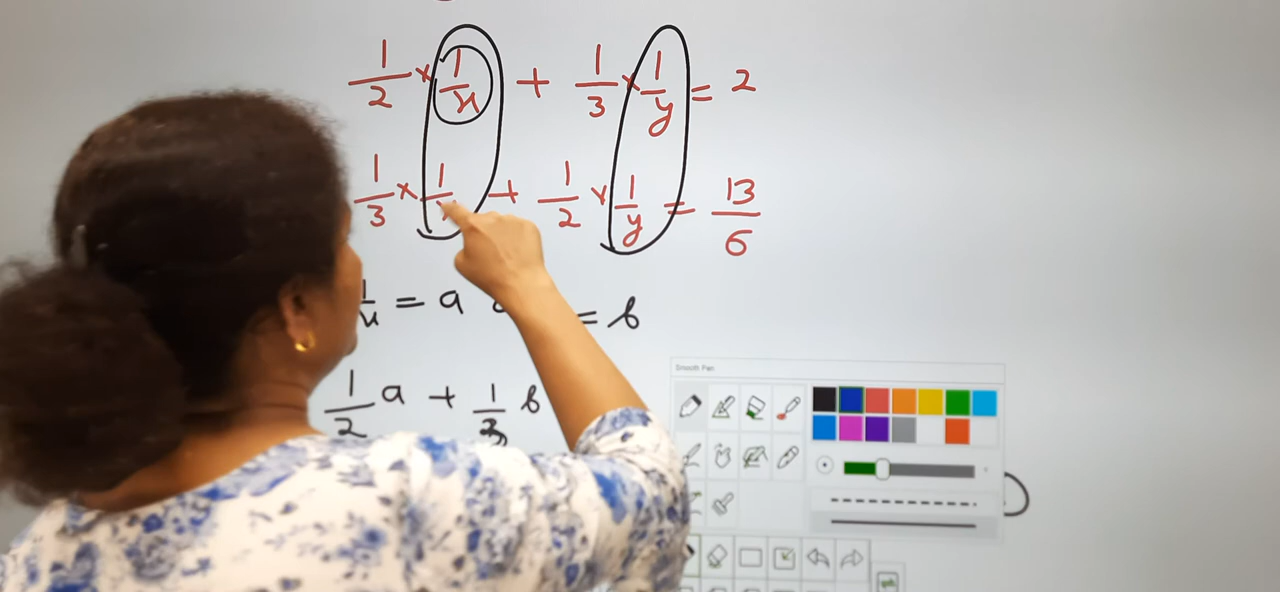 1/2 × 1/x + 1/3 × 1/y = 2
1/3 × 1/x + 1/2 × 1/y = 13/6
1/x = a = b
1/2 a + 1/3 b
Smooth Pen